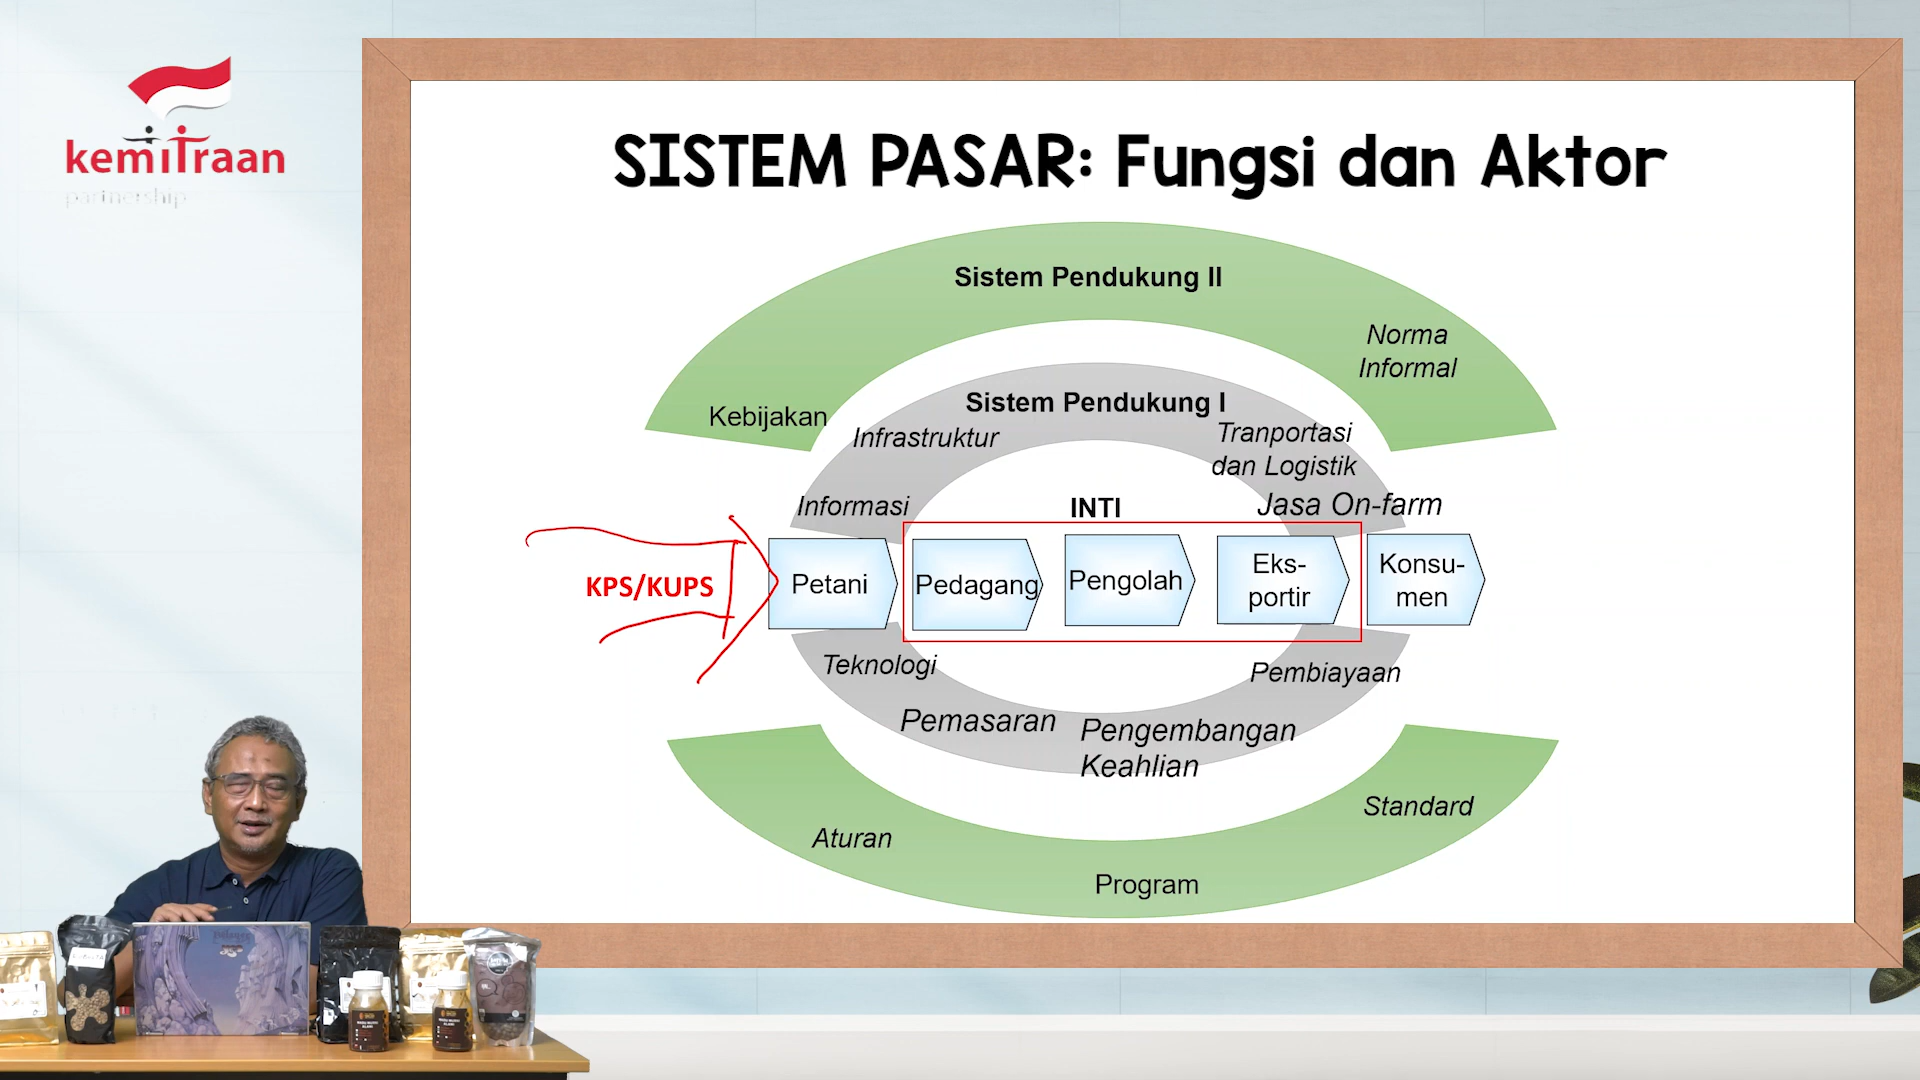 kemitraan
partnership
SISTEM PASAR: Fungsi dan Aktor
Sistem Pendukung II
Norma
Informal
Kebijakan
Sistem Pendukung I
Infrastruktur
Tranportasi
dan Logistik
Informasi
INTI
Jasa On-farm
KPS/KUPS
Petani
Pedagang
Pengolah
Eks-
portir
Konsu-
men
Teknologi
Pembiayaan
Pemasaran
Pengembangan
Keahlian
Aturan
Standard
Program